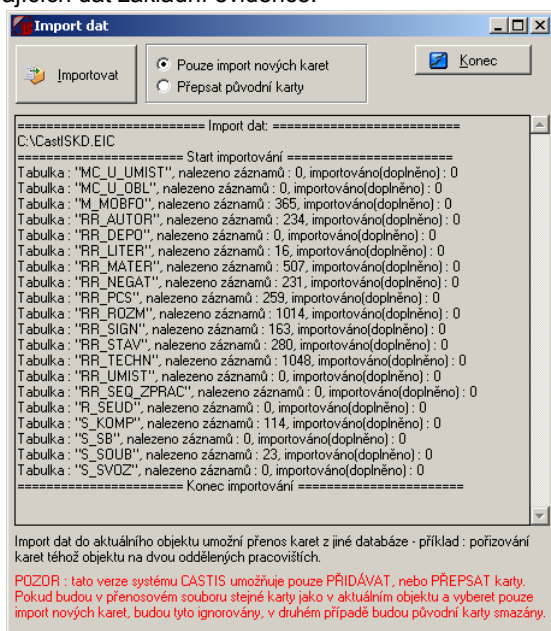 ajících dat základní evidence.
Import dat
Importovat
Pouze import nových karet
Přepsat původní karty
Konec
========================= Import dat: ======================
C:\CastISKD.EIC
==================== Start importování ====================
Tabulka : "MC_U_UMIST", nalezeno záznamů : 0, importováno(doplněno) : 0
Tabulka : "MC_U_OBL", nalezeno záznamů : 0, importováno(doplněno) : 0
Tabulka : "M_MOBFO", nalezeno záznamů : 365, importováno(doplněno) : 0
Tabulka : "RR_AUTOR", nalezeno záznamů : 234, importováno(doplněno) : 0
Tabulka : "RR_DEPO", nalezeno záznamů : 0, importováno(doplněno) : 0
Tabulka : "RR_LITER", nalezeno záznamů : 16, importováno(doplněno) : 0
Tabulka : "RR_MATER", nalezeno záznamů : 507, importováno(doplněno) : 0
Tabulka : "RR_NEGAT", nalezeno záznamů : 231, importováno(doplněno) : 0
Tabulka : "RR_PCS", nalezeno záznamů : 259, importováno(doplněno) : 0
Tabulka : "RR_ROZM", nalezeno záznamů : 1014, importováno(doplněno) : 0
Tabulka : "RR_SIGN", nalezeno záznamů : 163, importováno(doplněno) : 0
Tabulka : "RR_STAV", nalezeno záznamů : 280, importováno(doplněno) : 0
Tabulka : "RR_TECHN", nalezeno záznamů : 1048, importováno(doplněno) : 0
Tabulka : "RR_UMIST", nalezeno záznamů : 0, importováno(doplněno) : 0
Tabulka : "RR_SEQ_ZPRAC", nalezeno záznamů : 0, importováno(doplněno) : 0
Tabulka : "R_SEUD", nalezeno záznamů : 0, importováno(doplněno) : 0
Tabulka : "S_KOMP", nalezeno záznamů : 114, importováno(doplněno) : 0
Tabulka : "S_SB", nalezeno záznamů : 0, importováno(doplněno) : 0
Tabulka : "S_SOUB", nalezeno záznamů : 23, importováno(doplněno) : 0
Tabulka : "S_SVOZ", nalezeno záznamů : 0, importováno(doplněno) : 0
====================== Konec importování ====================
Import dat do aktuálního objektu umožní přenos karet z jiné databáze - příklad : pořizování
karet téhož objektu na dvou oddělených pracovištích.
POZOR : tato verze systému CASTIS umožňuje pouze PŘIDÁVAT, nebo PŘEPSAT karty.
Pokud budou v přenosovém souboru stejné karty jako v aktuálním objektu a vyberet pouze
import nových karet, budou tyto ignorovány, v druhém případě budou původní karty smazány.